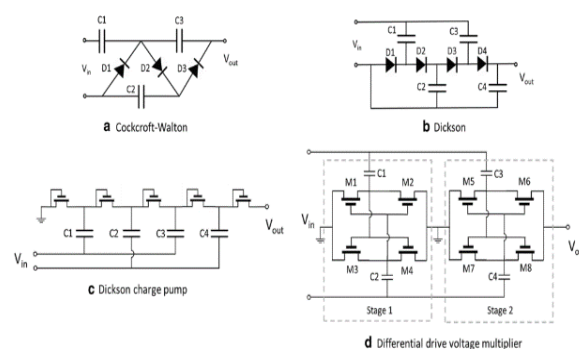 C1
C3
Vin
D1
D2
D3
Vout
C2
a Cockcroft-Walton
Vin
C1
C3
D1
D2
D3
D4
Vout
C2
C4
b Dickson
C1
C2
C3
C4
Vout
Vin
c Dickson charge pump
C1
C3
M1
M2
M5
M6
Vin
Vo
M3
M4
M7
M8
C2
C4
Stage 1
Stage 2
d Differential drive voltage multiplier